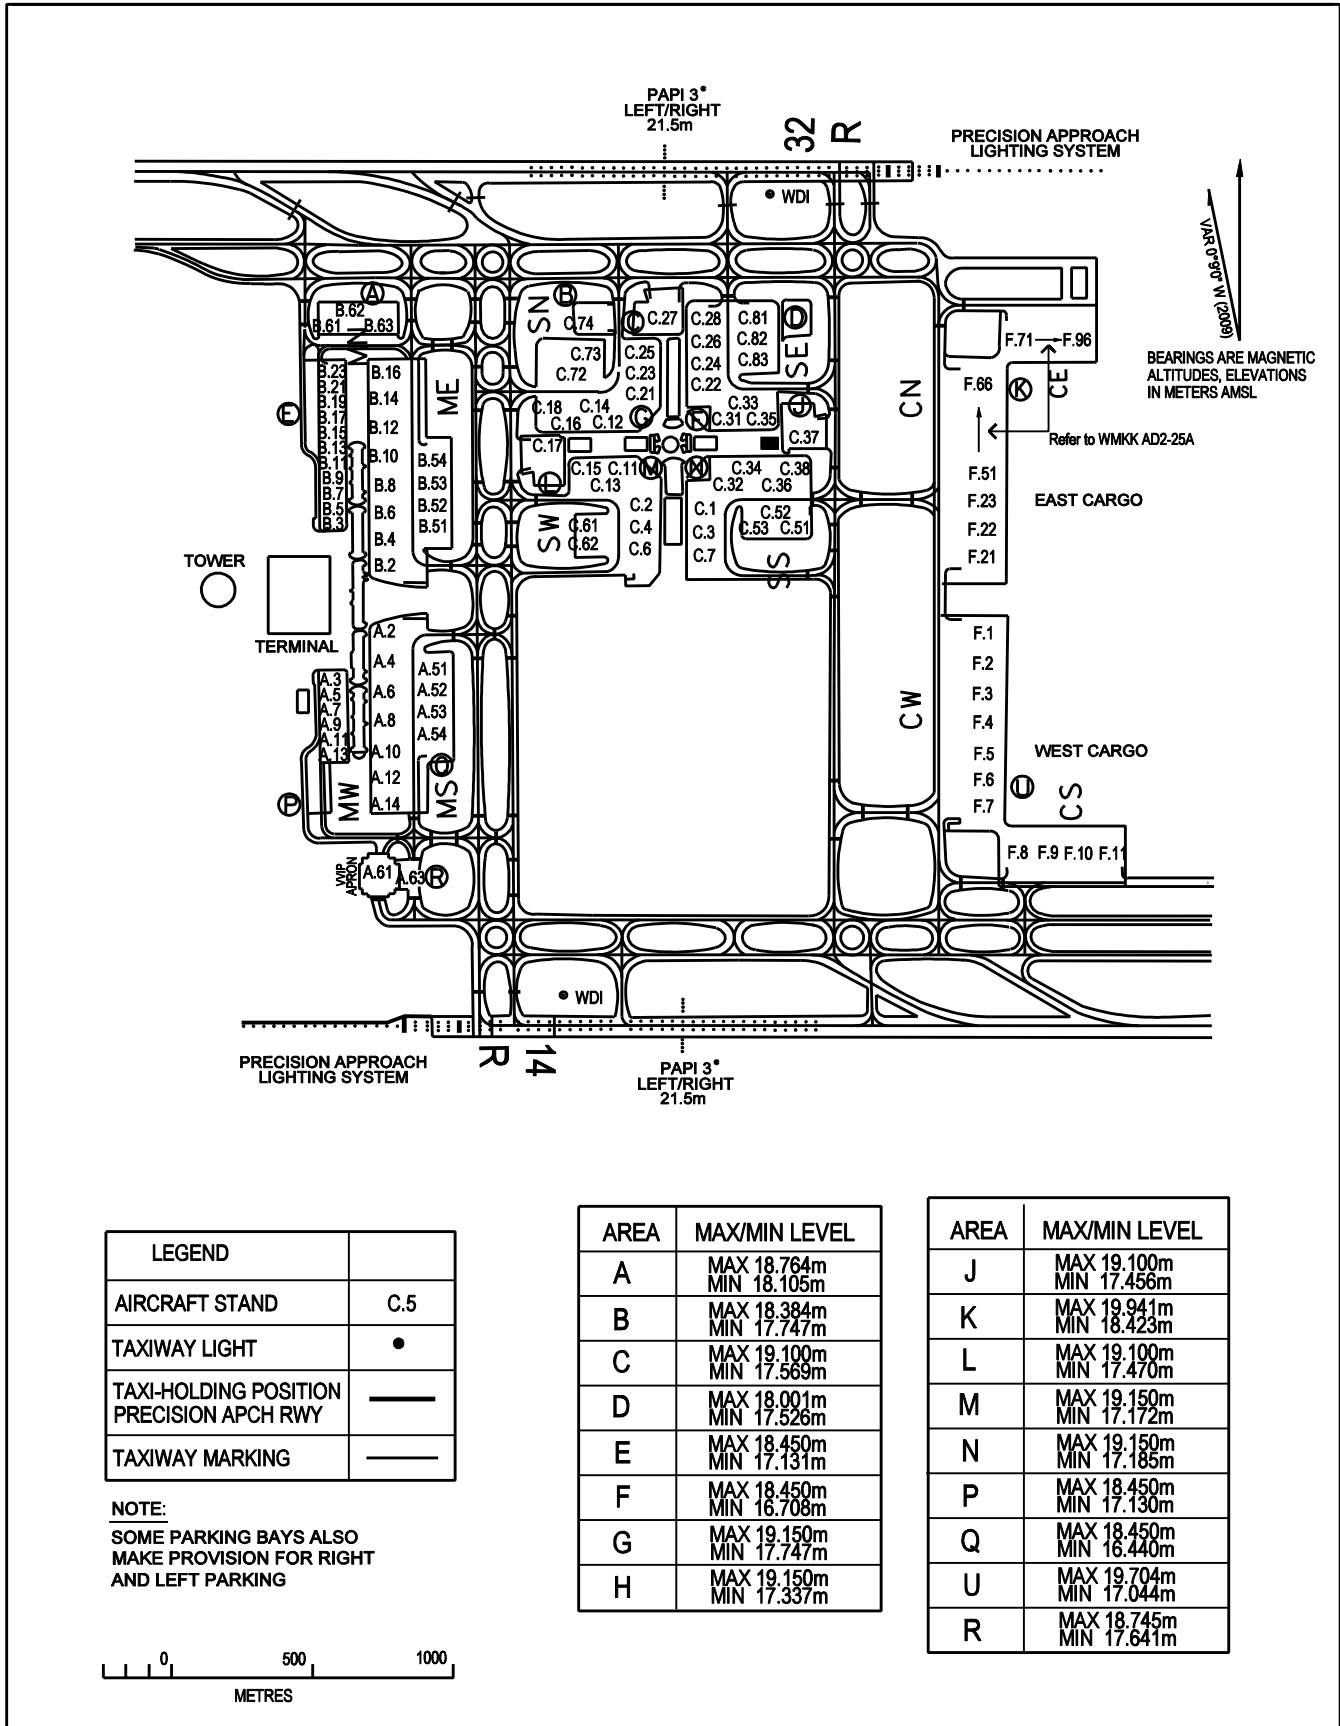 PAPI 3°
LEFT/RIGHT
21.5m
32
R
PRECISION APPROACH
LIGHTING SYSTEM
WDI
VAR 0°9'0" W (2009)
BEARINGS ARE MAGNETIC
ALTITUDES, ELEVATIONS
IN METERS AMSL
A
B.62
B.61
B.63
MN
B
SN
C.74
C
C.27
C.28
C.81
D
C.26
C.82
C.24
C.83
SE
C.22
C.73
C.72
C.25
C.23
C.21
C.18
C.14
C.16
C.12
G
C.33
C.31
C.35
J
C.37
C.17
C.15
C.11
M
N
C.13
L
C.34
C.38
C.32
C.36
C.2
C.4
C.6
C.1
C.3
C.7
C.52
C.53
C.51
SW
C.61
C.62
SS
E
B.23
B.21
B.19
B.17
B.15
B.13
B.11
B.9
B.7
B.5
B.3
B.16
B.14
B.12
B.10
B.8
B.6
B.4
B.2
ME
B.54
B.53
B.52
B.51
CN
CW
F.71
F.96
F.66
K
CE
Refer to WMKK AD2-25A
F.51
F.23
F.22
F.21
EAST CARGO
TOWER
TERMINAL
A.2
A.4
A.6
A.8
A.10
A.12
A.14
A.3
A.5
A.7
A.9
A.11
A.13
A.51
A.52
A.53
A.54
MW
MS
P
F.1
F.2
F.3
F.4
F.5
F.6
F.7
WEST CARGO
U
CS
F.8 F.9 F.10 F.11
VVIP
APRON
A.61
A.63
R
WDI
PRECISION APPROACH
LIGHTING SYSTEM
R
14
PAPI 3°
LEFT/RIGHT
21.5m
LEGEND
AIRCRAFT STAND C.5
TAXIWAY LIGHT
TAXI-HOLDING POSITION
PRECISION APCH RWY
TAXIWAY MARKING
NOTE:
SOME PARKING BAYS ALSO
MAKE PROVISION FOR RIGHT
AND LEFT PARKING
0 500 1000
METRES
AREA MAX/MIN LEVEL
A MAX 18.764m
MIN 18.105m
B MAX 18.384m
MIN 17.747m
C MAX 19.100m
MIN 17.569m
D MAX 18.001m
MIN 17.526m
E MAX 18.450m
MIN 17.131m
F MAX 18.450m
MIN 16.708m
G MAX 19.150m
MIN 17.747m
H MAX 19.150m
MIN 17.337m
AREA MAX/MIN LEVEL
J MAX 19.100m
MIN 17.456m
K MAX 19.941m
MIN 18.423m
L MAX 19.100m
MIN 17.470m
M MAX 19.150m
MIN 17.172m
N MAX 19.150m
MIN 17.185m
P MAX 18.450m
MIN 17.130m
Q MAX 18.450m
MIN 16.440m
U MAX 19.704m
MIN 17.044m
R MAX 18.745m
MIN 17.641m